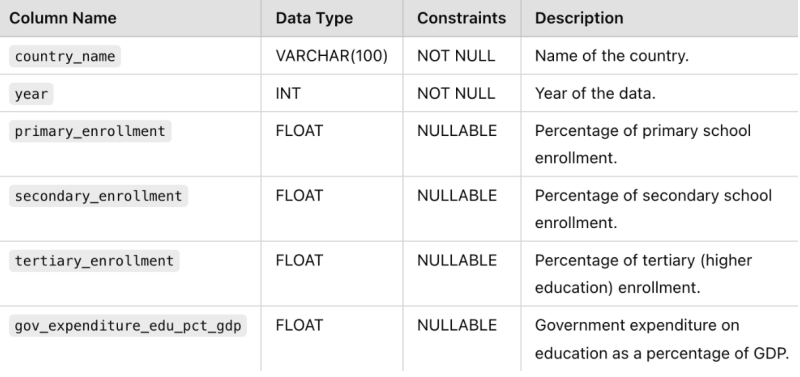 Column Name Data Type Constraints Description
country_name VARCHAR(100) NOT NULL Name of the country.
year INT NOT NULL Year of the data.
primary_enrollment FLOAT NULLABLE Percentage of primary school
enrollment.
secondary_enrollment FLOAT NULLABLE Percentage of secondary school
enrollment.
tertiary_enrollment FLOAT NULLABLE Percentage of tertiary (higher
education) enrollment.
gov_expenditure_edu_pct_gdp FLOAT NULLABLE Government expenditure on
education as a percentage of GDP.